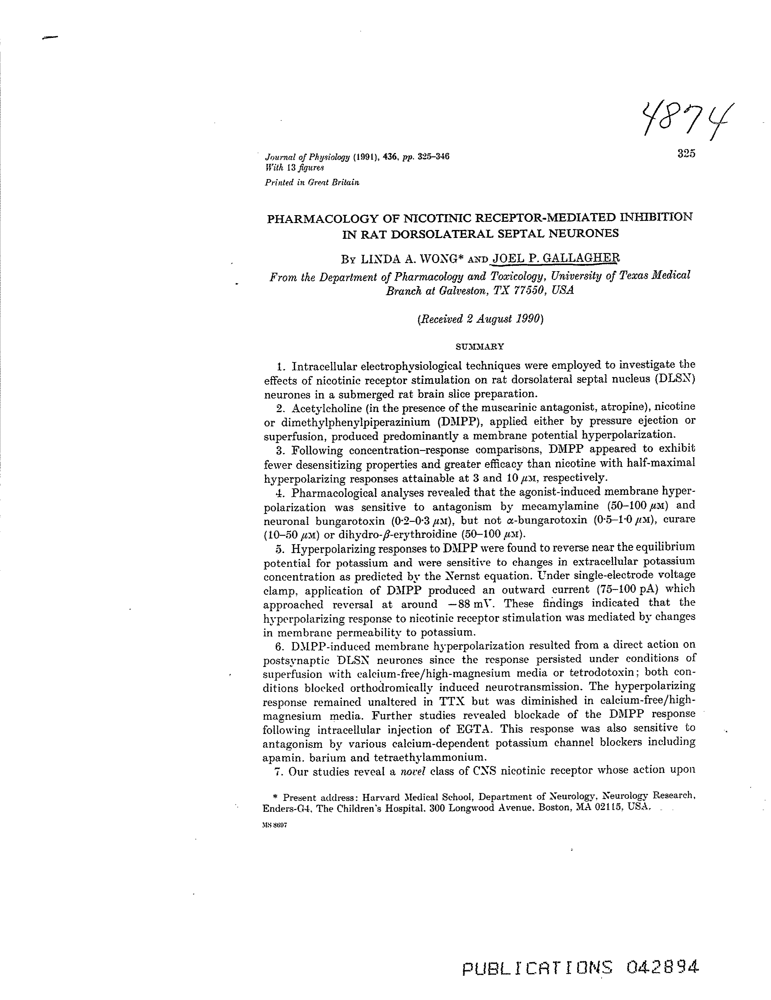 4874
Journal of Physiology (1991), 436, pp. 325–346
325
With 13 figures
Printed in Great Britain
PHARMACOLOGY OF NICOTINIC RECEPTOR-MEDIATED INHIBITION
IN RAT DORSOLATERAL SEPTAL NEURONES
By LINDA A. WONG* AND JOEL P. GALLAGHER
From the Department of Pharmacology and Toxicology, University of Texas Medical
Branch at Galveston, TX 77550, USA
(Received 2 August 1990)
SUMMARY
1. Intracellular electrophysiological techniques were employed to investigate the
effects of nicotinic receptor stimulation on rat dorsolateral septal nucleus (DLSN)
neurones in a submerged rat brain slice preparation.
2. Acetylcholine (in the presence of the muscarinic antagonist, atropine), nicotine
or dimethylphenylpiperazinium (DMPP), applied either by pressure ejection or
superfusion, produced predominantly a membrane potential hyperpolarization.
3. Following concentration–response comparisons, DMPP appeared to exhibit
fewer desensitizing properties and greater efficacy than nicotine with half-maximal
hyperpolarizing responses attainable at 3 and 10 μM, respectively.
4. Pharmacological analyses revealed that the agonist-induced membrane hyper-
polarization was sensitive to antagonism by mecamylamine (50–100 μM) and
neuronal bungarotoxin (0·2–0·3 μM), but not α-bungarotoxin (0·5–1·0 μM), curare
(10–50 μM) or dihydro-β-erythroidine (50–100 μM).
5. Hyperpolarizing responses to DMPP were found to reverse near the equilibrium
potential for potassium and were sensitive to changes in extracellular potassium
concentration as predicted by the Nernst equation. Under single-electrode voltage
clamp, application of DMPP produced an outward current (75–100 pA) which
approached reversal at around −88 mV. These findings indicated that the
hyperpolarizing response to nicotinic receptor stimulation was mediated by changes
in membrane permeability to potassium.
6. DMPP-induced membrane hyperpolarization resulted from a direct action on
postsynaptic DLSN neurones since the response persisted under conditions of
superfusion with calcium-free/high-magnesium media or tetrodotoxin; both con-
ditions blocked orthodromically induced neurotransmission. The hyperpolarizing
response remained unaltered in TTX but was diminished in calcium-free/high-
magnesium media. Further studies revealed blockade of the DMPP response
following intracellular injection of EGTA. This response was also sensitive to
antagonism by various calcium-dependent potassium channel blockers including
apamin. barium and tetraethylammonium.
7. Our studies reveal a novel class of CNS nicotinic receptor whose action upon
* Present address: Harvard Medical School, Department of Neurology, Neurology Research,
Enders-G4, The Children's Hospital. 300 Longwood Avenue. Boston, MA 02115, USA.
MS 8697
PUBLICATIONS 042894